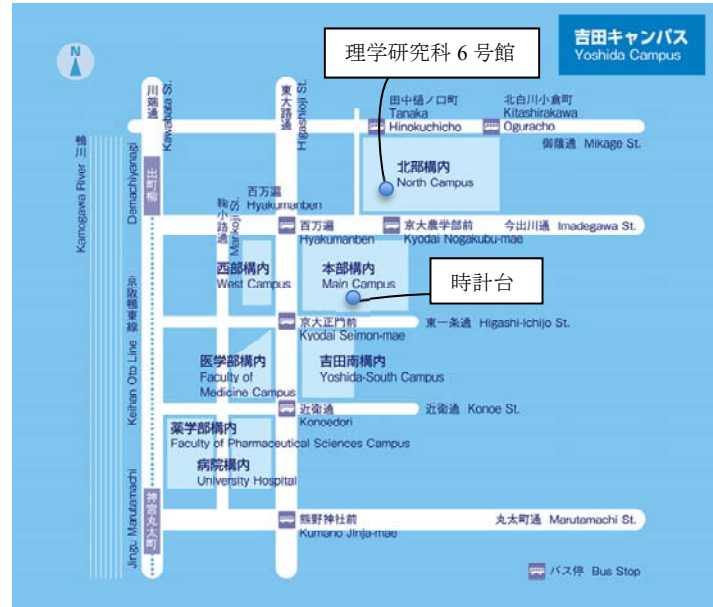 吉田キャンパス
Yoshida Campus
理学研究科 6 号館
N
川端通
Kawabata St.
東大路通
Higashioji St.
田中樋ノ口町
Tanaka
Hinokuchicho
北白川小倉町
Kitashirakawa
Oguracho
御蔭通 Mikage St.
鴨川
Kamogawa River
出町柳
Demachiyanagi
北部構内
North Campus
鞠小路通
Marikoji St.
百万遍
Hyakumanben
百万遍
Hyakumanben
京大農学部前
Kyodai Nogakubu-mae
今出川通 Imadegawa St.
西部構内
West Campus
本部構内
Main Campus
時計台
京阪鴨東線
Keihan Oto Line
京大正門前
Kyodai Seimon-mae
東一条通 Higashi-Ichijo St.
医学部構内
Faculty of
Medicine Campus
吉田南構内
Yoshida-South Campus
近衛通
Konoedori
近衛通 Konoe St.
薬学部構内
Faculty of Pharmaceutical Sciences Campus
病院構内
University Hospital
神宮丸太町
Jingu Marutamachi
熊野神社前
Kumano Jinja-mae
丸太町通 Marutamachi St.
バス停 Bus Stop